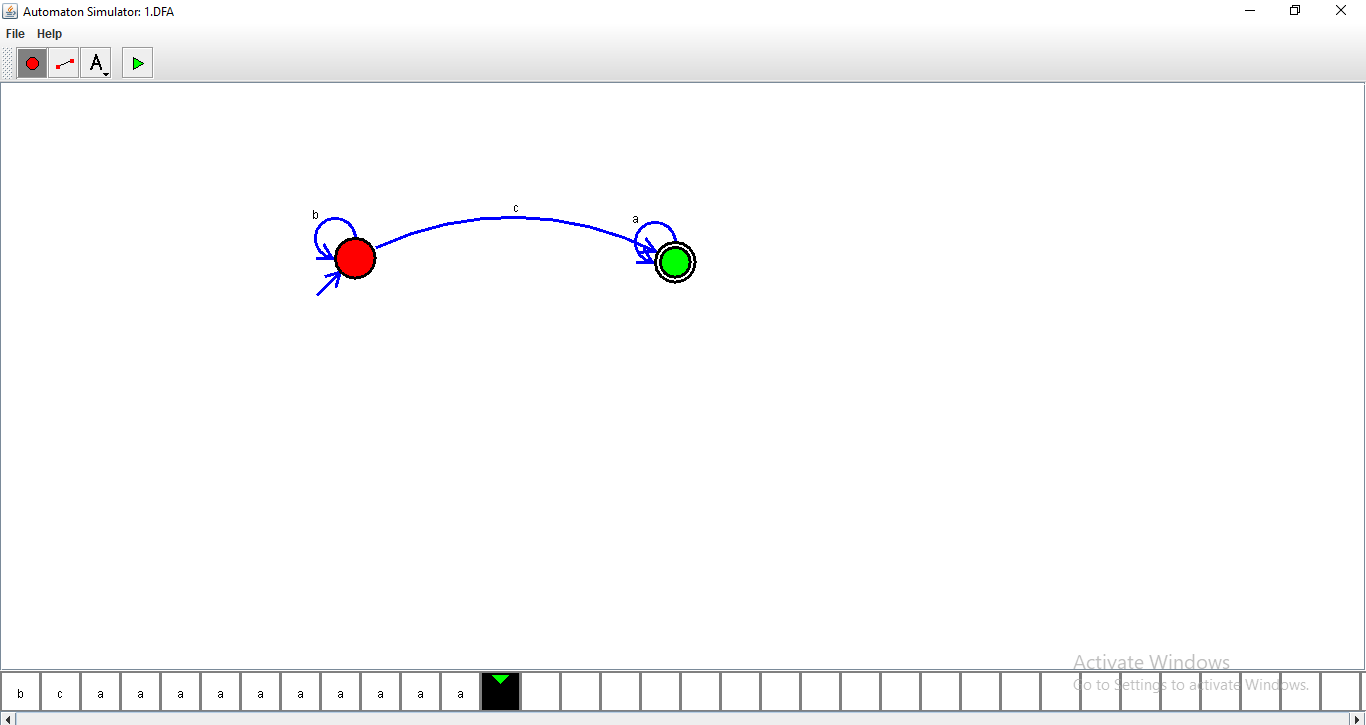 Automaton Simulator: 1.DFA
File Help
A
b
c
a
b c a a a a a a a a a a
Activate Windows
Go to Settings to activate Windows.